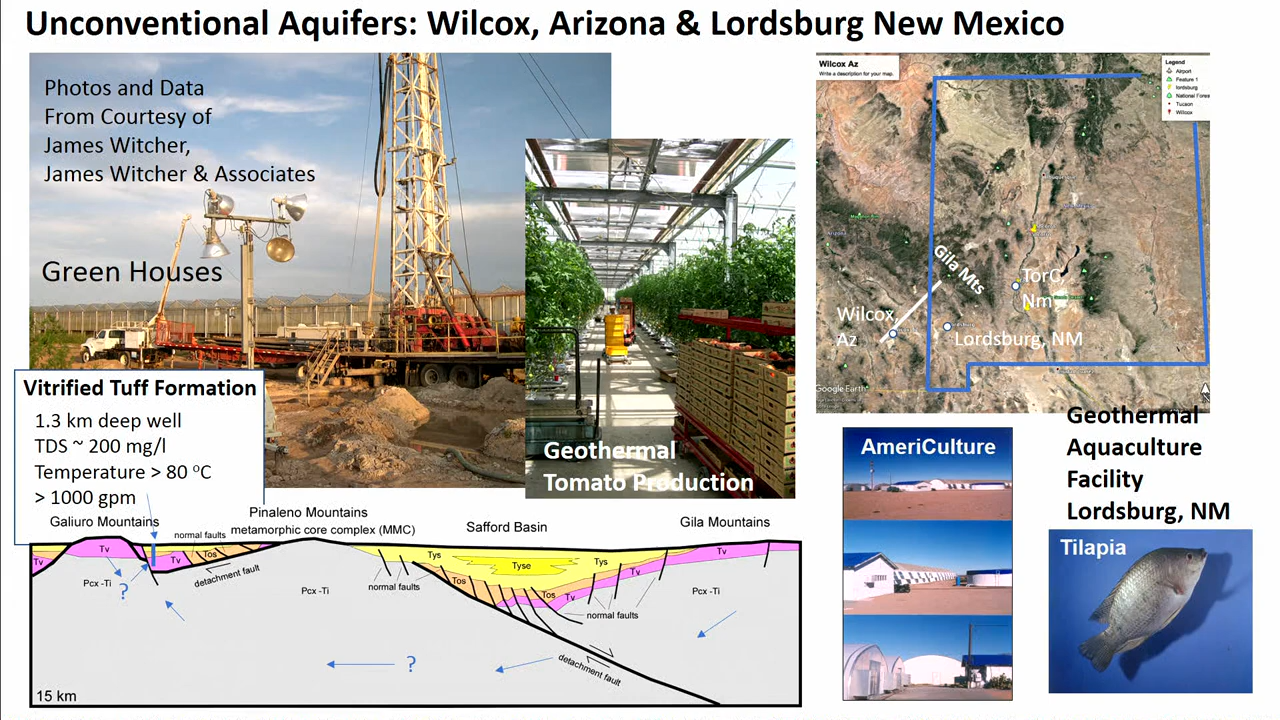 Unconventional Aquifers: Wilcox, Arizona & Lordsburg New Mexico
Photos and Data
From Courtesy of
James Witcher,
James Witcher & Associates
Green Houses
Geothermal
Tomato Production
Wilcox Az
Write a description for your map.
Legend
Airport
Feature 1
lordsburg
National Fores
Tucson
Willcox
Gila Mts
TorC,
Nm
Wilcox,
Az
Lordsburg, NM
Google Earth
Vitrified Tuff Formation
1.3 km deep well
TDS ~ 200 mg/l
Temperature > 80 °C
> 1000 gpm
Galiuro Mountains
normal faults
Pinaleno Mountains
metamorphic core complex (MMC)
Safford Basin
Gila Mountains
Tv
Tv
Tv
Tos
detachment fault
Pcx -Ti
?
Pcx -Ti
normal faults
Tys
Tyse
Tys
Tos
Tos
Tv
Tv
Tv
normal faults
Pcx -Ti
?
detachment fault
15 km
AmeriCulture
Geothermal
Aquaculture
Facility
Lordsburg, NM
Tilapia